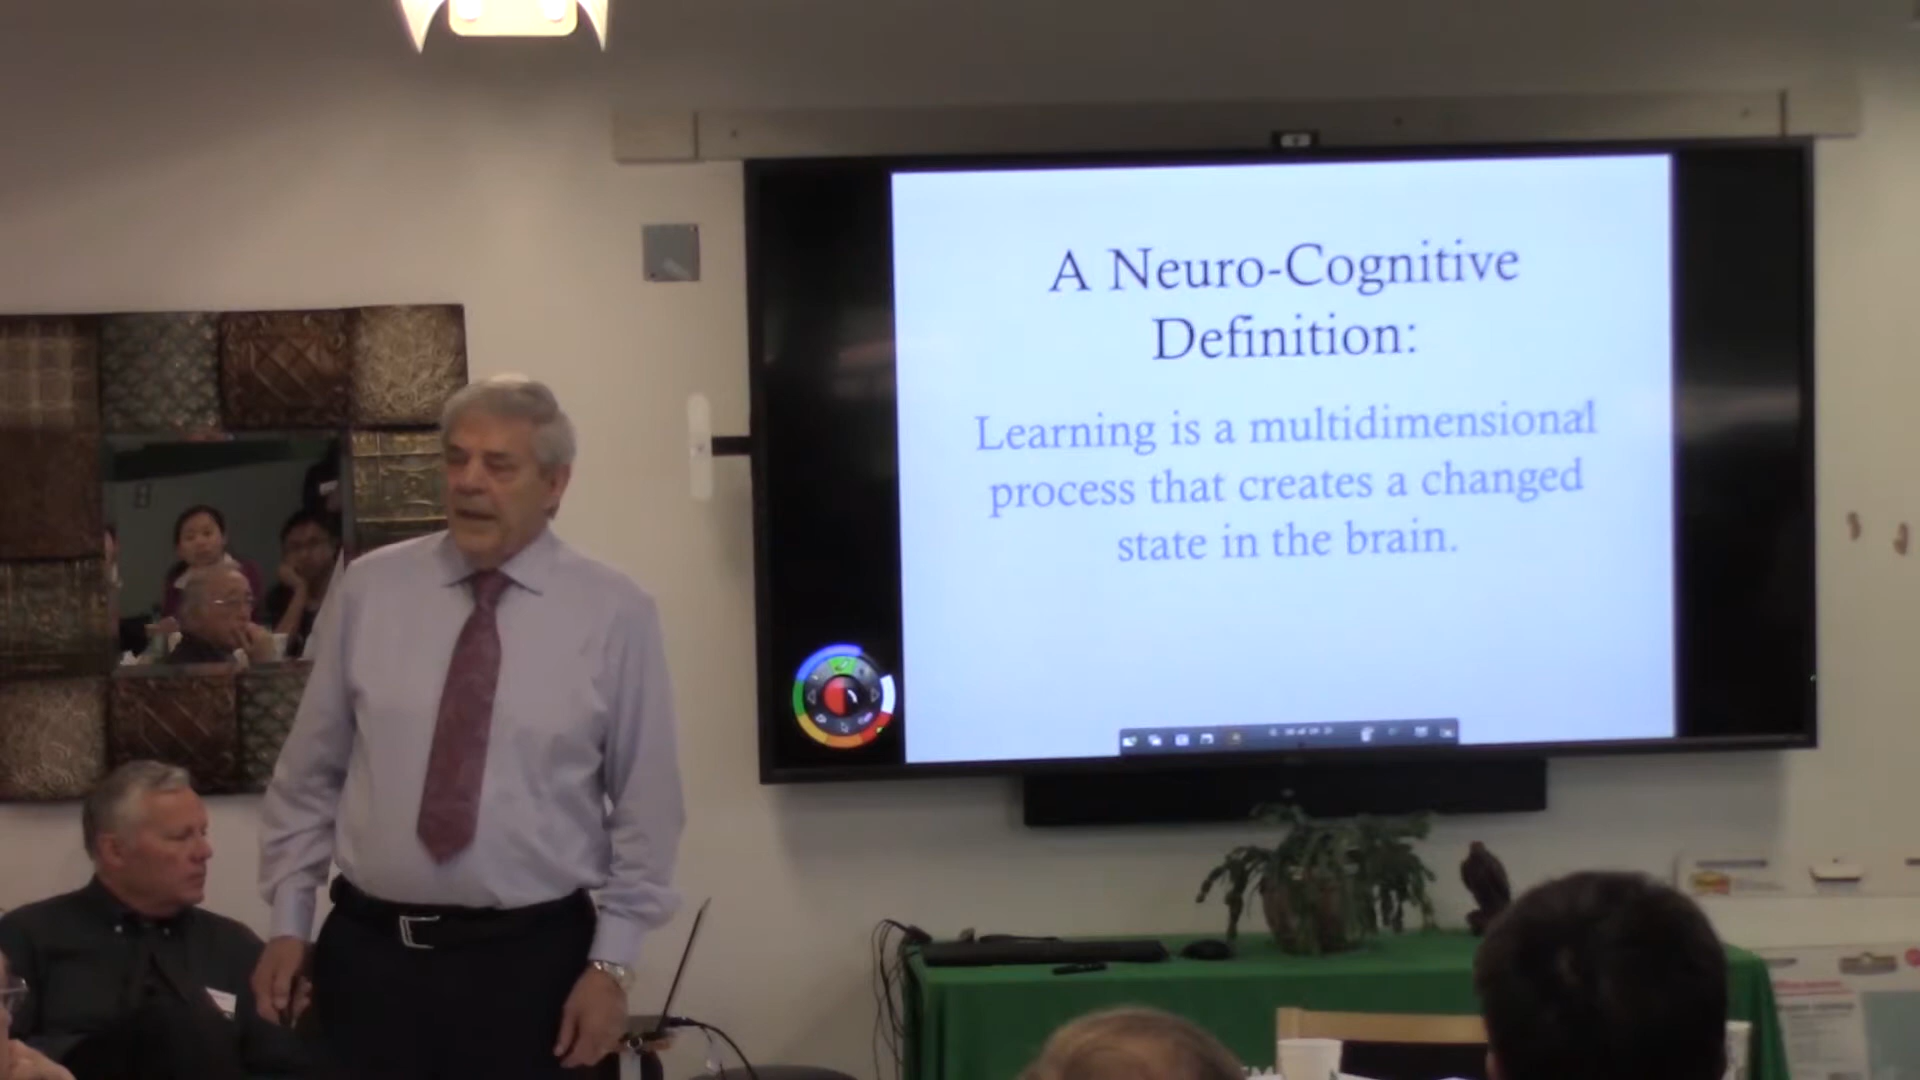 A Neuro-Cognitive
Definition:
Learning is a multidimensional
process that creates a changed
state in the brain.